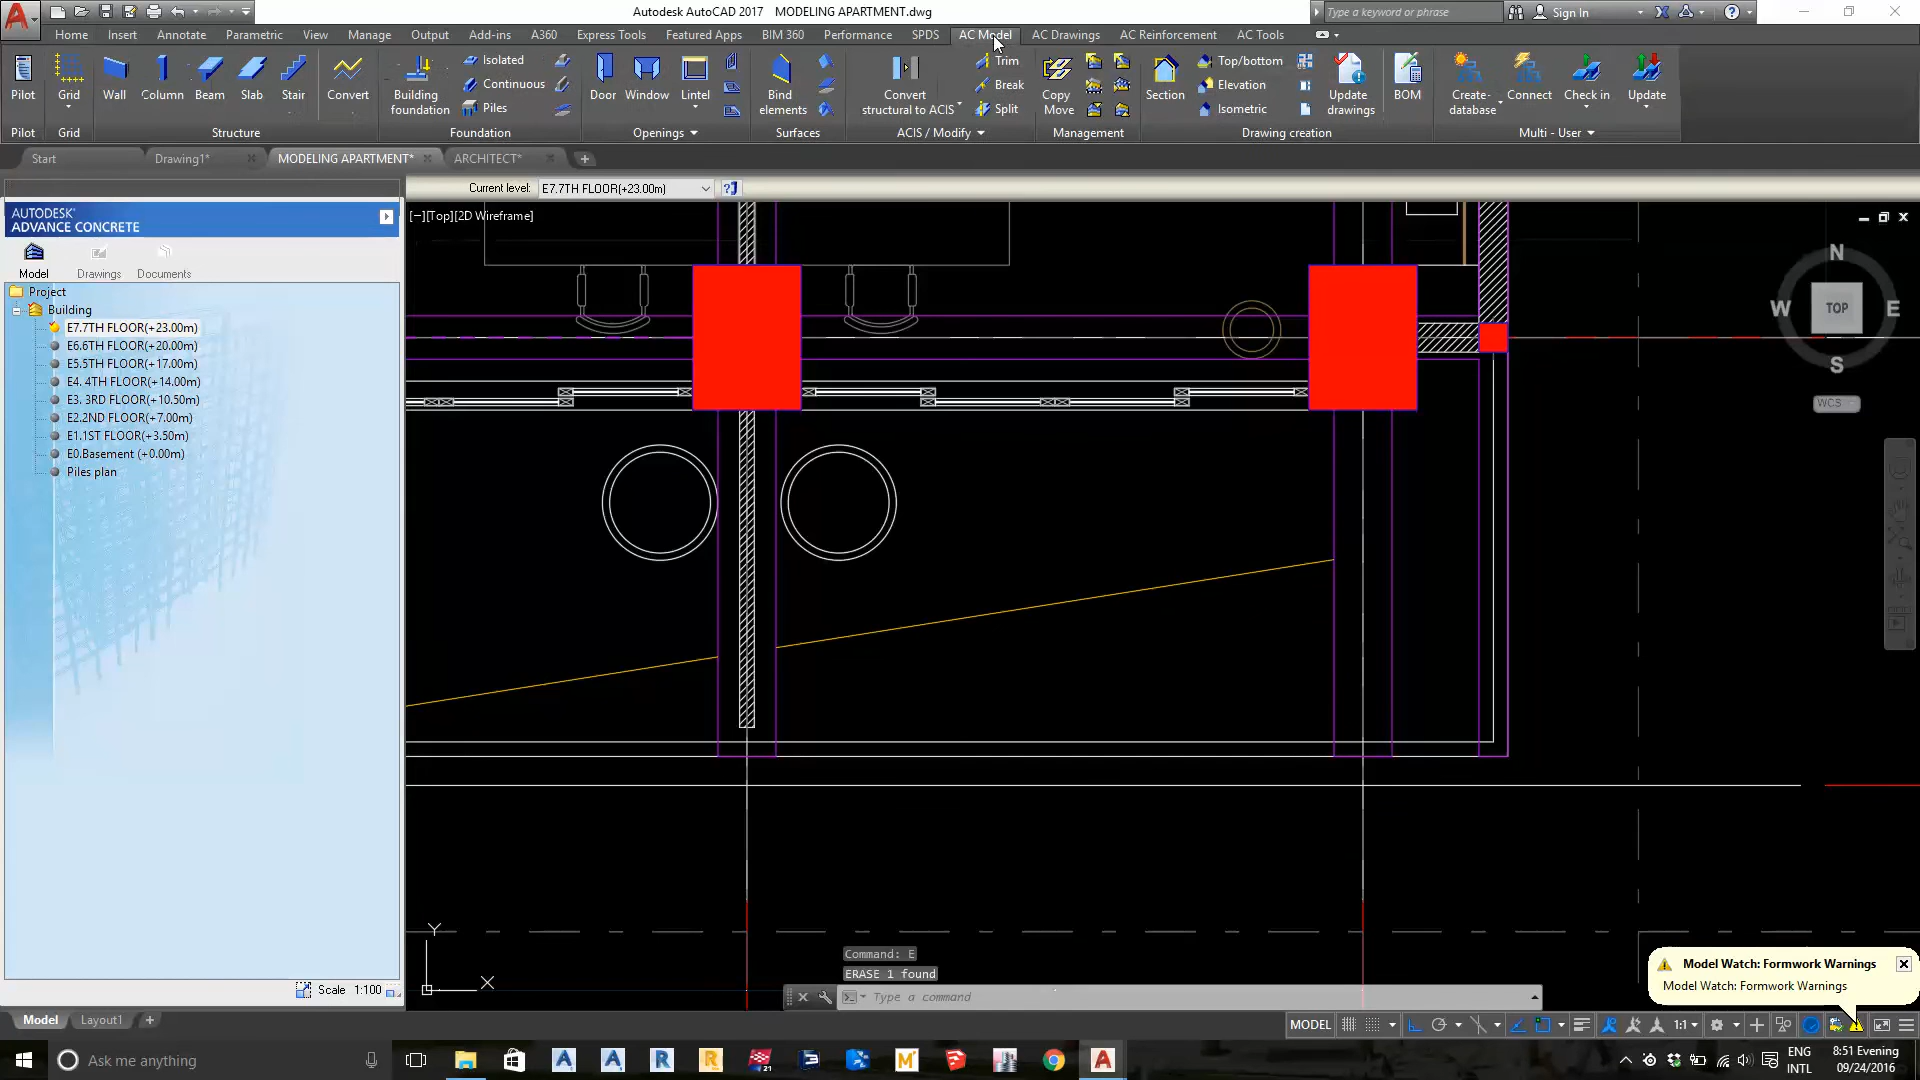 Autodesk AutoCAD 2017 MODELING APARTMENT.dwg
Type a keyword or phrase
Sign In
Home Insert Annotate Parametric View Manage Output Add-ins A360 Express Tools Featured Apps BIM 360 Performance SPDS AC Model AC Drawings AC Reinforcement AC Tools
Pilot
Grid
Wall
Column
Beam
Slab
Stair
Convert
Building foundation
Isolated
Continuous
Piles
Door
Window
Lintel
Bind elements
Convert structural to ACIS
Trim
Break
Split
Copy Move
Section
Top/bottom
Elevation
Isometric
Update drawings
BOM
Create- database
Connect
Check in
Update
Pilot Grid Structure Foundation Openings Surfaces ACIS / Modify Management Drawing creation Multi - User
Start Drawing1* MODELING APARTMENT* ARCHITECT*
Current level: E7.7TH FLOOR(+23.00m)
AUTODESK®
ADVANCE CONCRETE
[−][Top][2D Wireframe]
Model Drawings Documents
Project
Building
E7.7TH FLOOR(+23.00m)
E6.6TH FLOOR(+20.00m)
E5.5TH FLOOR(+17.00m)
E4. 4TH FLOOR(+14.00m)
E3. 3RD FLOOR(+10.50m)
E2.2ND FLOOR(+7.00m)
E1.1ST FLOOR(+3.50m)
E0.Basement (+0.00m)
Piles plan
N
W TOP E
S
WCS
Y
X
Command: E
ERASE 1 found
Type a command
Model Watch: Formwork Warnings
Model Watch: Formwork Warnings
Scale 1:100
Model Layout1
MODEL 1:1
Ask me anything
21
ENG
INTL
8:51 Evening
09/24/2016